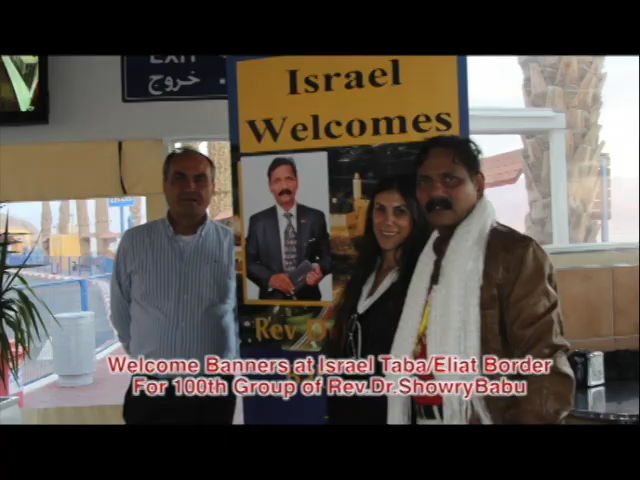 EXIT
خروج
Israel
Welcomes
Rev D
Welcome Banners at Israel Taba/Eliat Border
For 100th Group of Rev.Dr.ShowryBabu